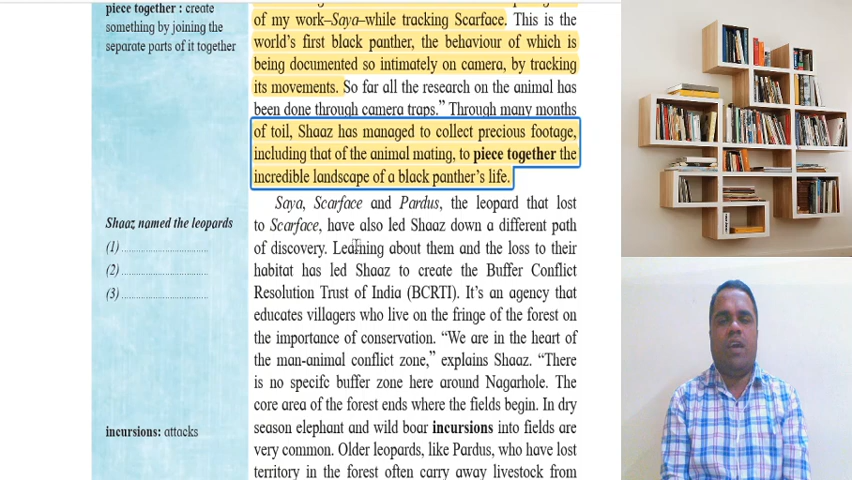 piece together : create
something by joining the
separate parts of it together
Shaaz named the leopards
(1) ..............................
(2) ..............................
(3) ..............................
incursions: attacks
of my work–Saya–while tracking Scarface. This is the
world's first black panther, the behaviour of which is
being documented so intimately on camera, by tracking
its movements. So far all the research on the animal has
been done through camera traps.” Through many months
of toil, Shaaz has managed to collect precious footage,
including that of the animal mating, to piece together the
incredible landscape of a black panther's life.
Saya, Scarface and Pardus, the leopard that lost
to Scarface, have also led Shaaz down a different path
of discovery. Learning about them and the loss to their
habitat has led Shaaz to create the Buffer Conflict
Resolution Trust of India (BCRTI). It's an agency that
educates villagers who live on the fringe of the forest on
the importance of conservation. “We are in the heart of
the man-animal conflict zone,” explains Shaaz. “There
is no specifc buffer zone here around Nagarhole. The
core area of the forest ends where the fields begin. In dry
season elephant and wild boar incursions into fields are
very common. Older leopards, like Pardus, who have lost
territory in the forest often carry away livestock from